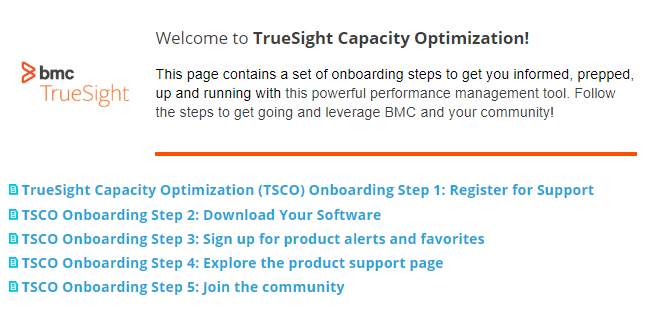 Welcome to TrueSight Capacity Optimization!
bmc
TrueSight
This page contains a set of onboarding steps to get you informed, prepped,
up and running with this powerful performance management tool. Follow
the steps to get going and leverage BMC and your community!
TrueSight Capacity Optimization (TSCO) Onboarding Step 1: Register for Support
TSCO Onboarding Step 2: Download Your Software
TSCO Onboarding Step 3: Sign up for product alerts and favorites
TSCO Onboarding Step 4: Explore the product support page
TSCO Onboarding Step 5: Join the community